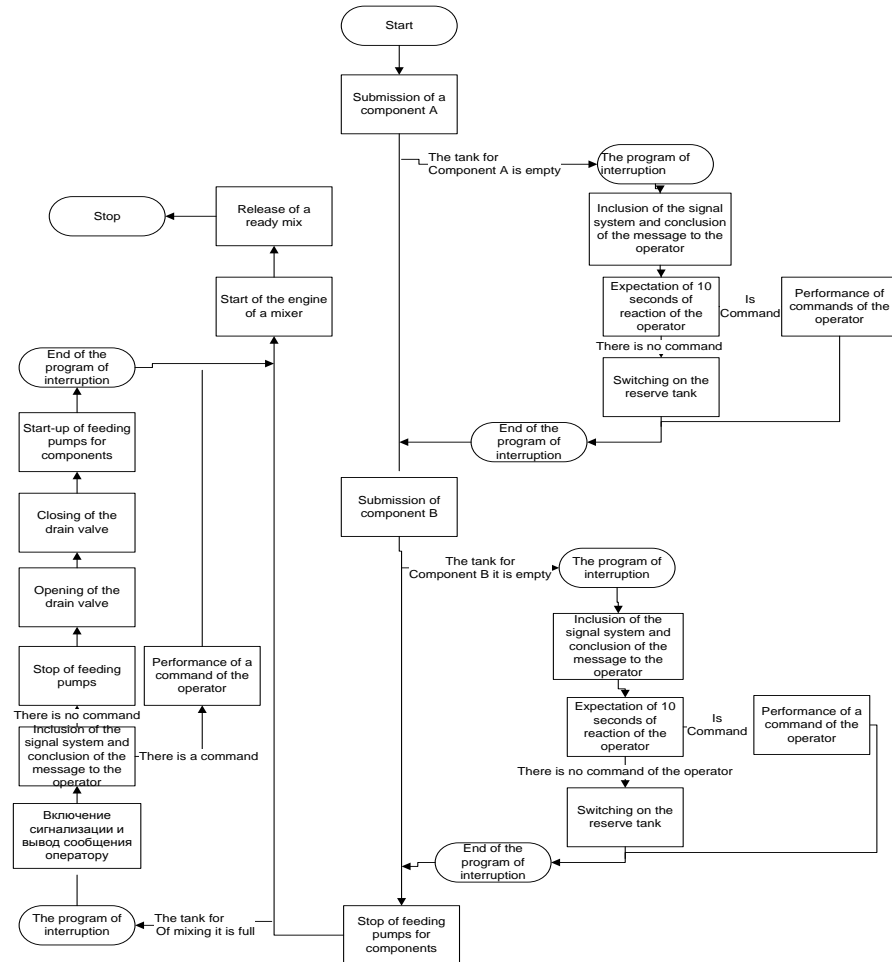 Start
Submission of a
component A
The tank for
Component A is empty
The program of
interruption
Inclusion of the signal
system and conclusion
of the message to the
operator
Expectation of 10
seconds of
reaction of the
operator
Is
Command
Performance of
commands of the
operator
There is no command
Switching on the
reserve tank
End of the
program of
interruption
Stop
Release of a
ready mix
Start of the engine
of a mixer
End of the
program of
interruption
Start-up of feeding
pumps for
components
Closing of the
drain valve
Opening of the
drain valve
Stop of feeding
pumps
Performance of a
command of the
operator
There is no command
Inclusion of the
signal system and
conclusion of the
message to the
operator
There is a command
Включение
сигнализации и
вывод сообщения
оператору
The program of
interruption
The tank for
Of mixing it is full
Submission of
component B
The tank for
Component B it is empty
The program of
interruption
Inclusion of the
signal system and
conclusion of the
message to the
operator
Expectation of 10
seconds of
reaction of the
operator
Is
Command
Performance of a
command of the
operator
There is no command of the operator
Switching on the
reserve tank
End of the
program of
interruption
Stop of feeding
pumps for
components